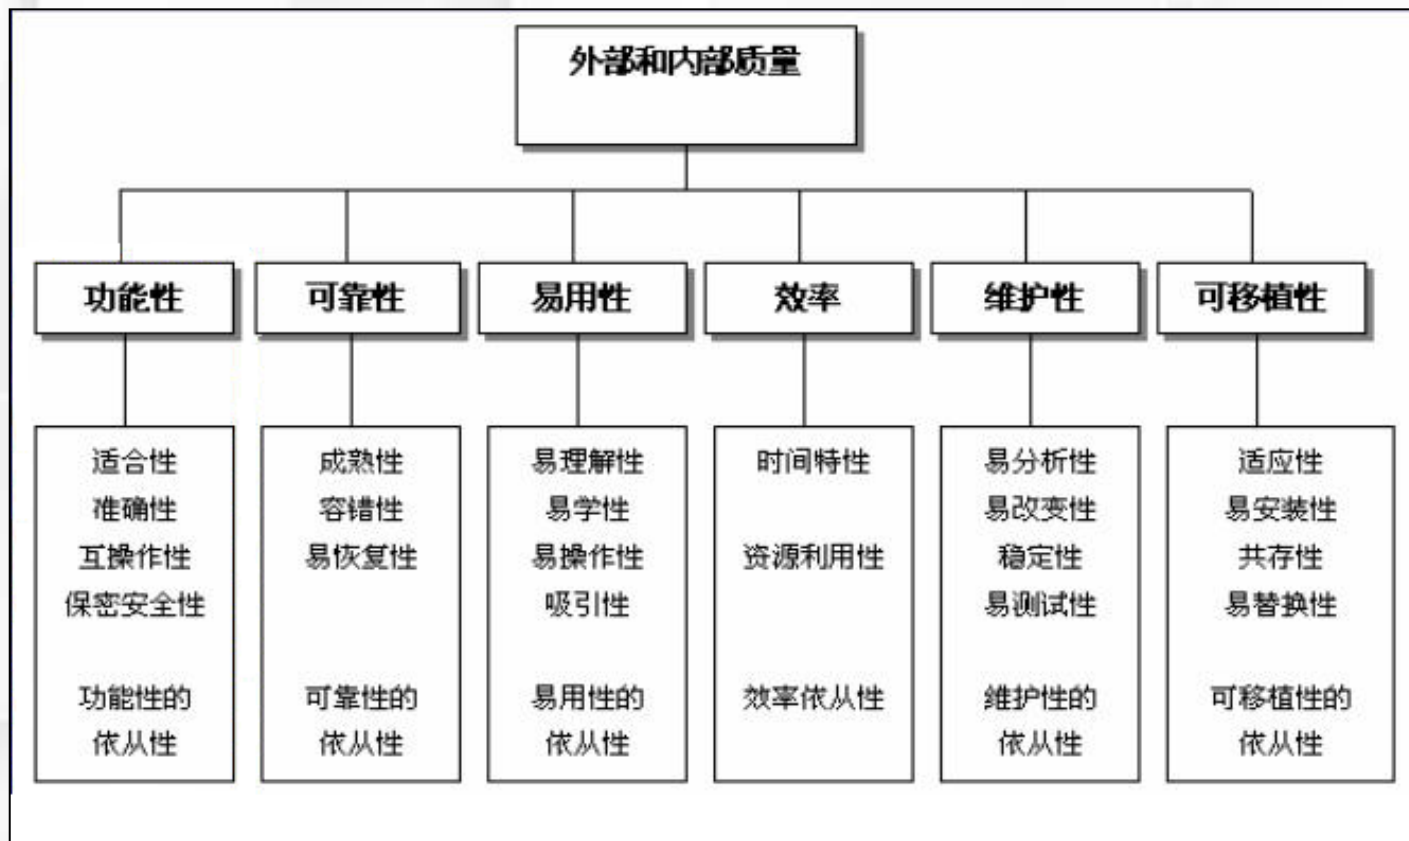 外部和内部质量
功能性
可靠性
易用性
效率
维护性
可移植性
适合性
准确性
互操作性
保密安全性
功能性的
依从性
成熟性
容错性
易恢复性
可靠性的
依从性
易理解性
易学性
易操作性
吸引性
易用性的
依从性
时间特性
资源利用性
效率依从性
易分析性
易改变性
稳定性
易测试性
维护性的
依从性
适应性
易安装性
共存性
易替换性
可移植性的
依从性